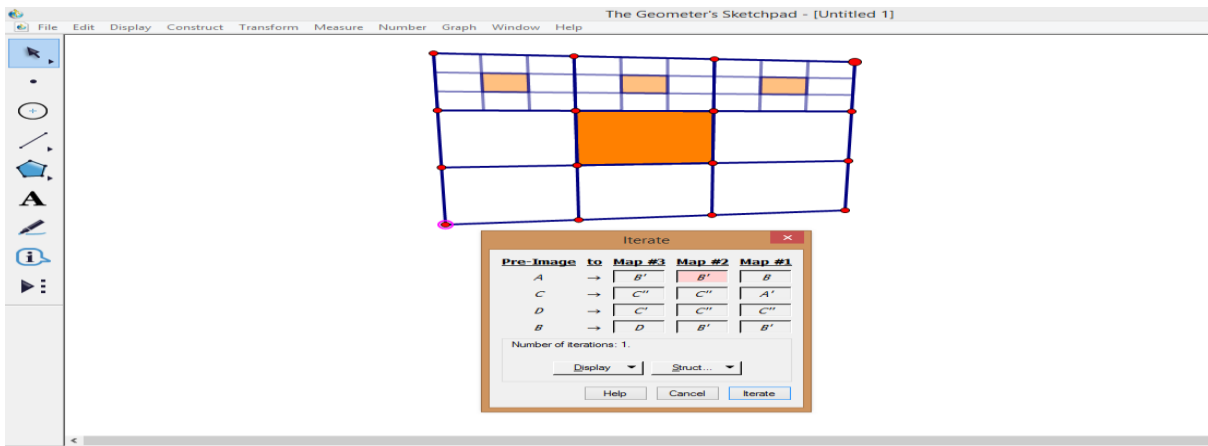 The Geometer's Sketchpad - [Untitled 1]
File Edit Display Construct Transform Measure Number Graph Window Help
A
Iterate
Pre-Image to Map #3 Map #2 Map #1
A → B' B' B
C → C'' C'' A'
D → C' C'' C''
B → D B' B'
Number of iterations: 1.
Display Struct...
Help Cancel Iterate